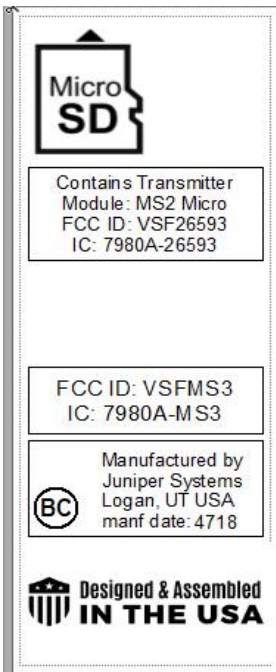 Micro
SD
Contains Transmitter
Module: MS2 Micro
FCC ID: VSF26593
IC: 7980A-26593
FCC ID: VSFMS3
IC: 7980A-MS3
Manufactured by
Juniper Systems
Logan, UT USA
manf date: 4718
BC
Designed & Assembled
IN THE USA